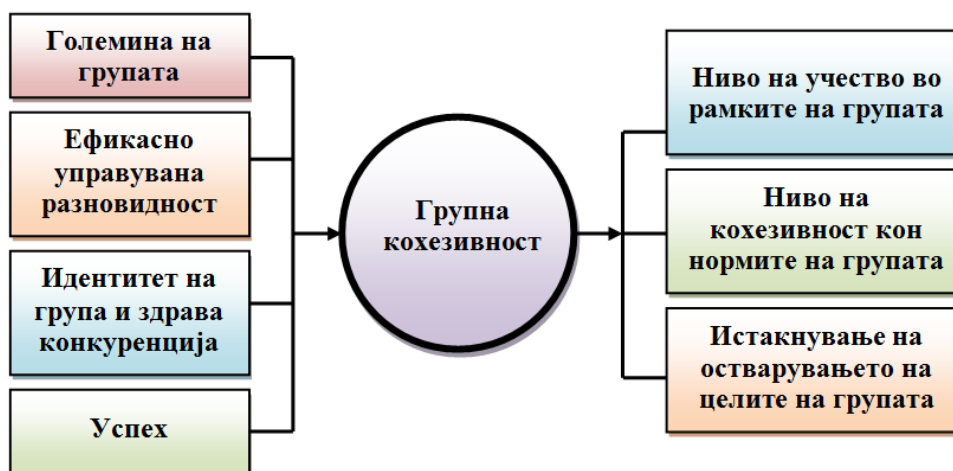 Големина на
групата
Ефикасно
управувана
разновидност
Идентитет на
група и здрава
конкуренција
Успех
Групна
кохезивност
Ниво на учество во
рамките на групата
Ниво на
кохезивност кон
нормите на групата
Истакнување на
остварувањето на
целите на групата